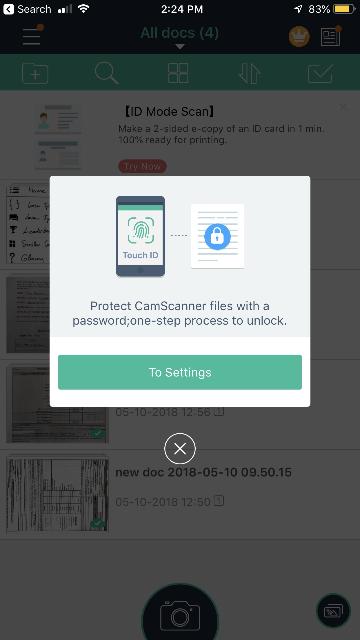 Search
2:24 PM
83%
All docs (4)
【ID Mode Scan】
Make a 2-sided e-copy of an ID card in 1 min.
100% ready for printing.
Try Now
Touch ID
Protect CamScanner files with a
password;one-step process to unlock.
To Settings
05-10-2018 12:56 1
new doc 2018-05-10 09.50.15
05-10-2018 12:50 1